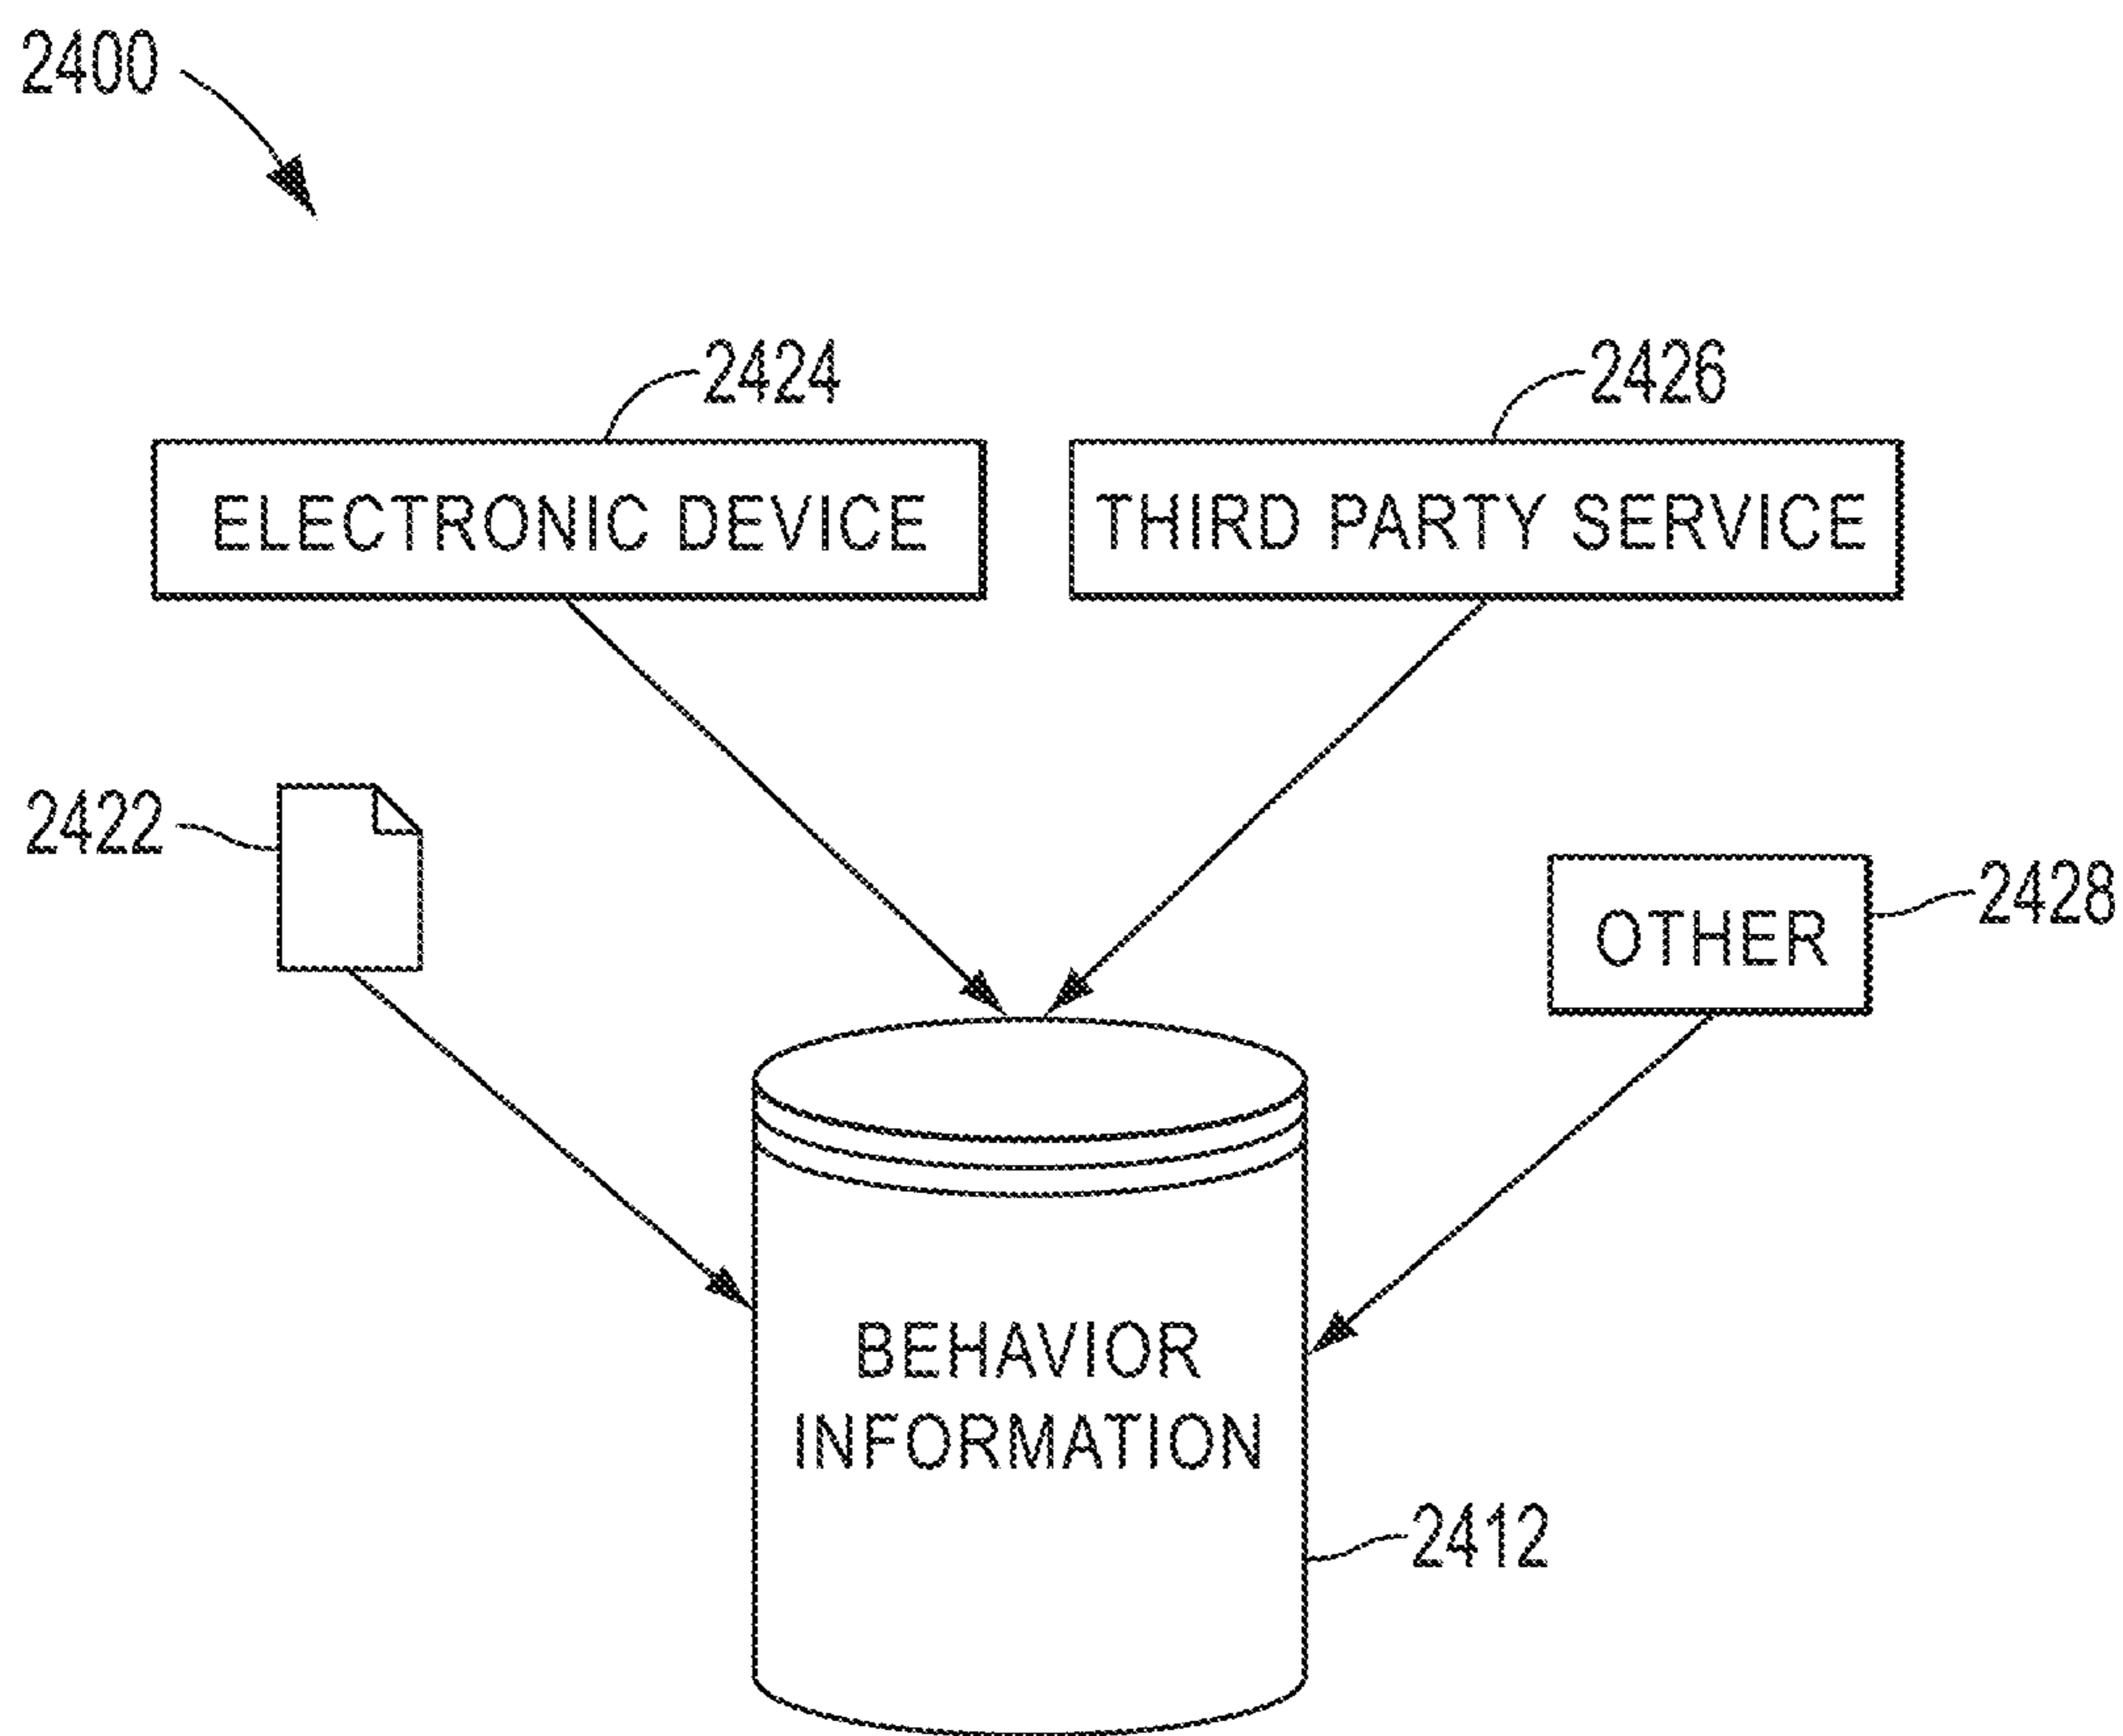 2400
2424
2426
ELECTRONIC DEVICE
THIRD PARTY SERVICE
2422
2428
OTHER
BEHAVIOR
INFORMATION
2412